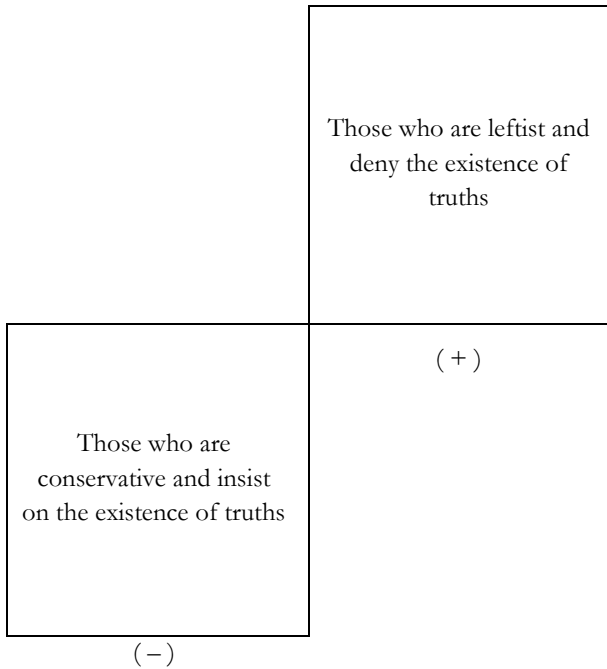 Those who are leftist and
deny the existence of
truths
( + )
Those who are
conservative and insist
on the existence of truths
( – )